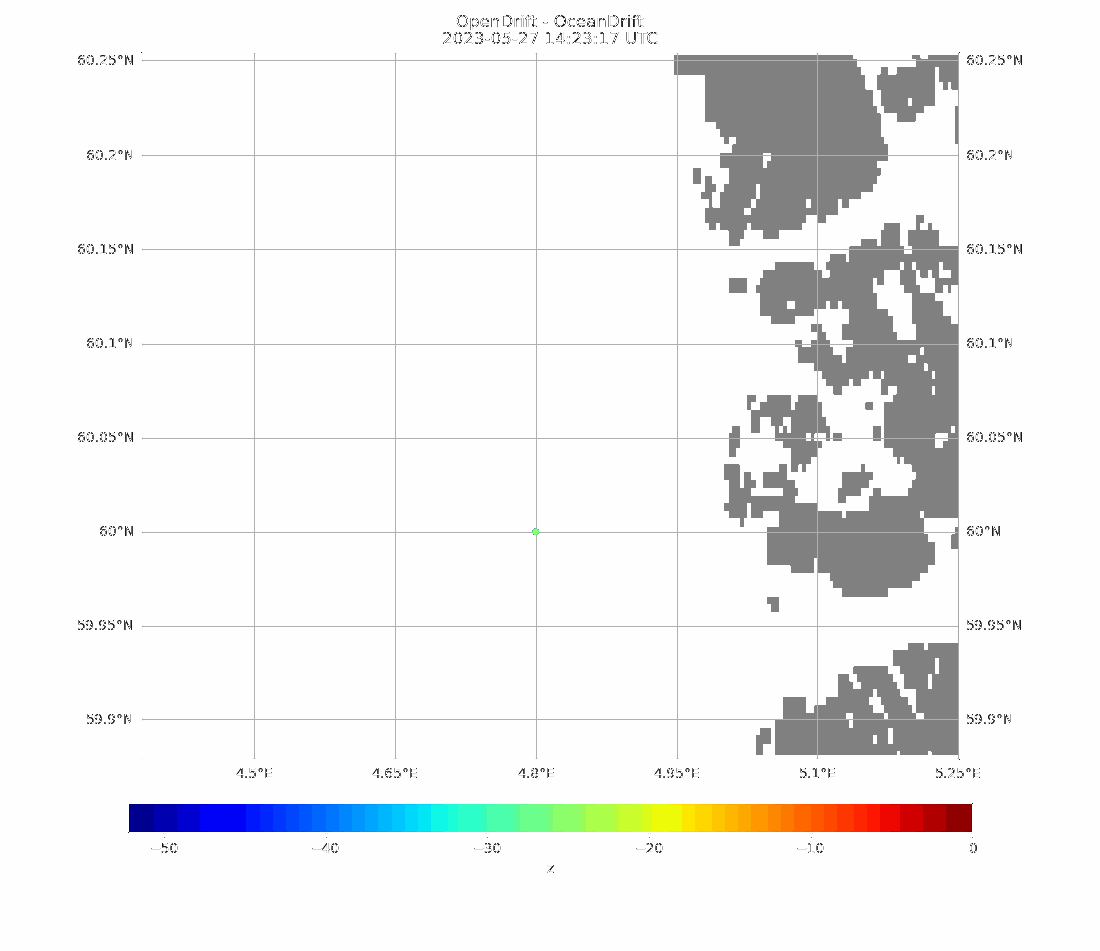 OpenDrift - OceanDrift
2023-05-27 14:23:17 UTC
60.25°N 60.25°N
60.2°N 60.2°N
60.15°N 60.15°N
60.1°N 60.1°N
60.05°N 60.05°N
60°N 60°N
59.95°N 59.95°N
59.9°N 59.9°N
4.5°E 4.65°E 4.8°E 4.95°E 5.1°E 5.25°E
−50 −40 −30 −20 −10 0
z